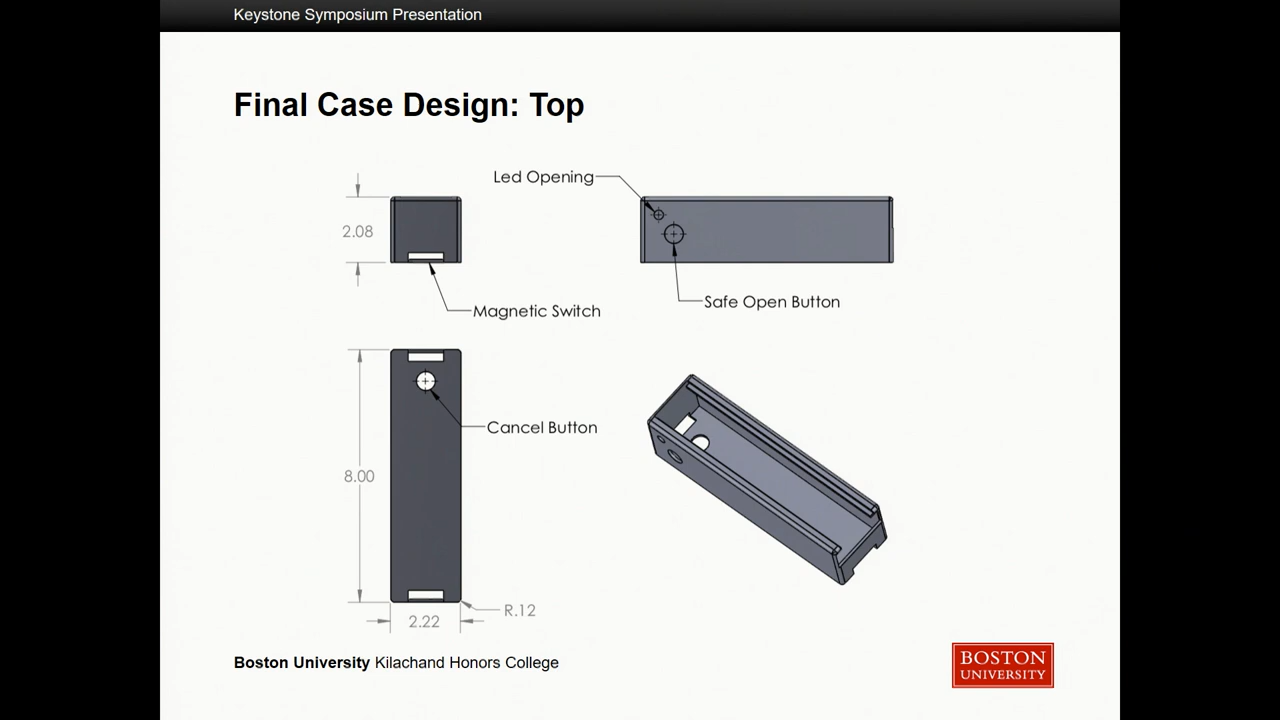 Keystone Symposium Presentation
Final Case Design: Top
Led Opening
2.08
Magnetic Switch
Safe Open Button
Cancel Button
8.00
R.12
2.22
Boston University Kilachand Honors College
BOSTON
UNIVERSITY